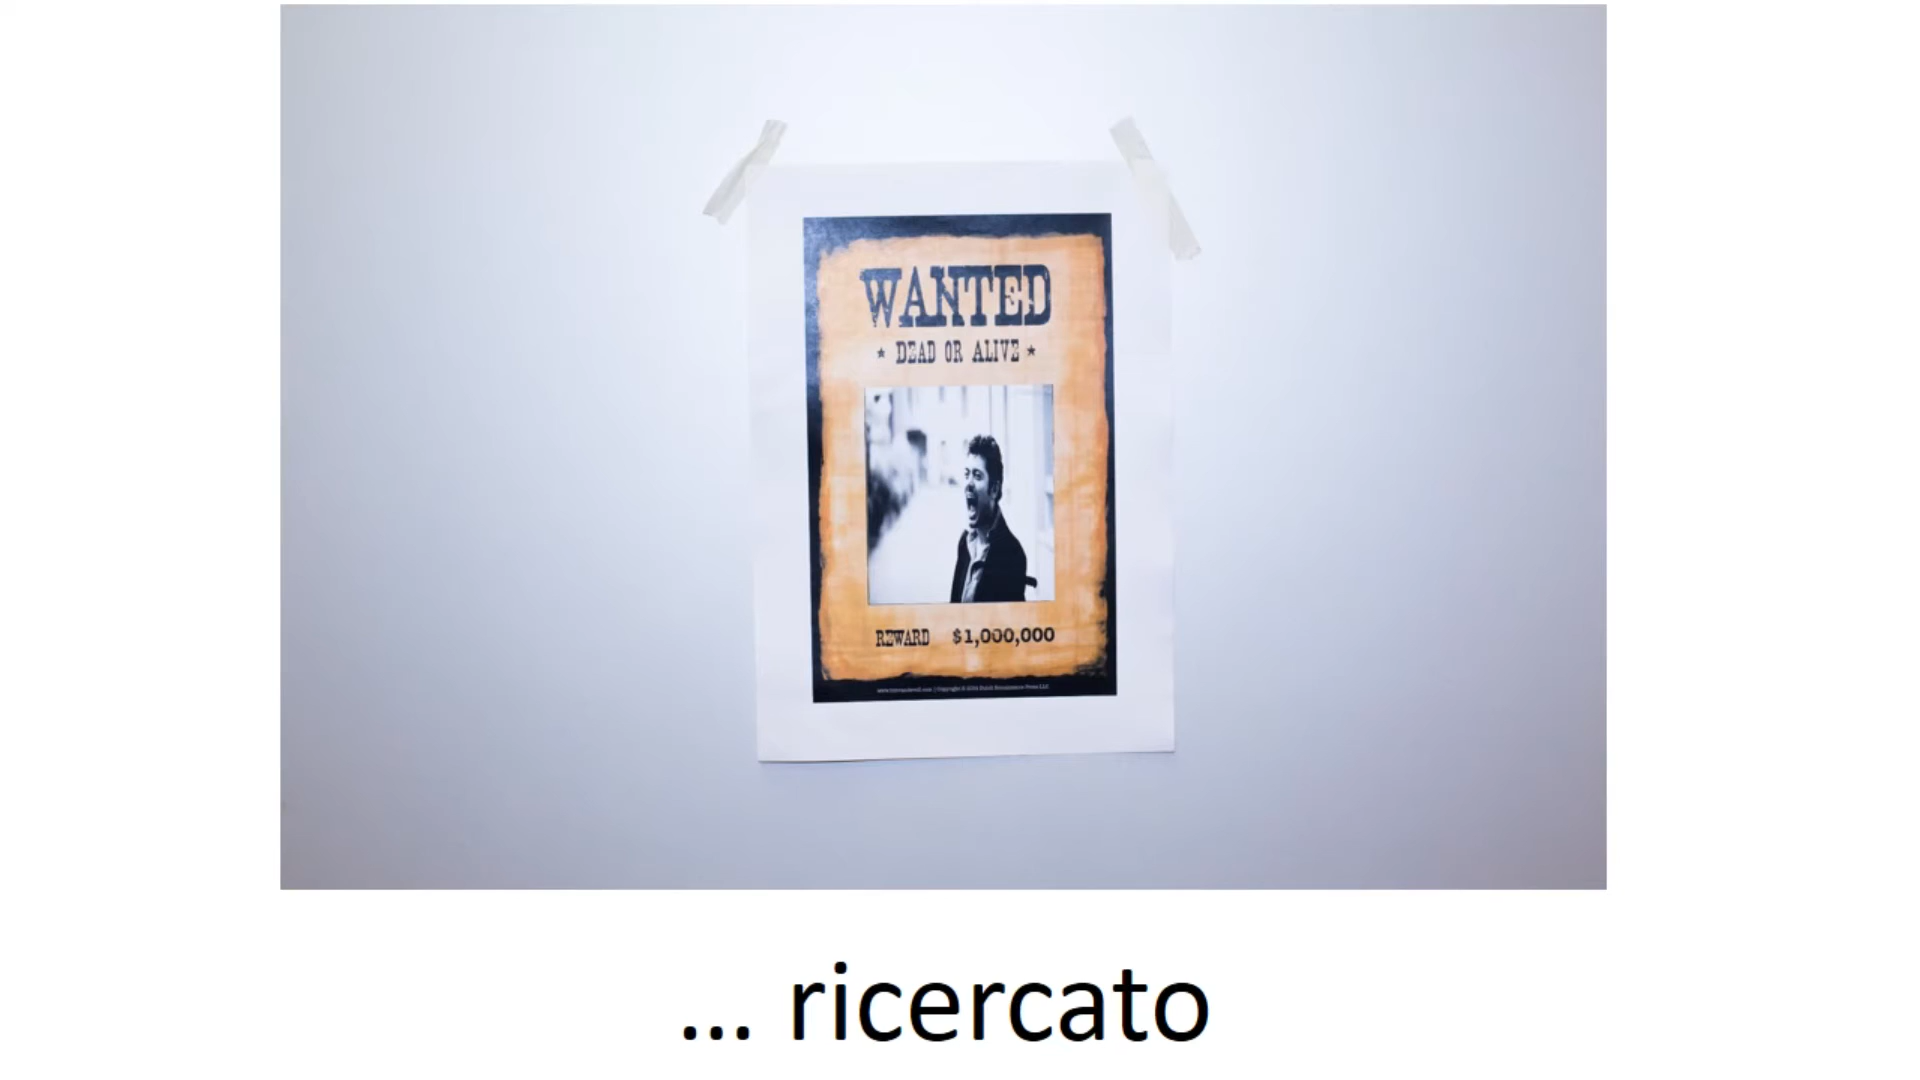 WANTED
★ DEAD OR ALIVE ★
REWARD $1,000,000
... ricercato